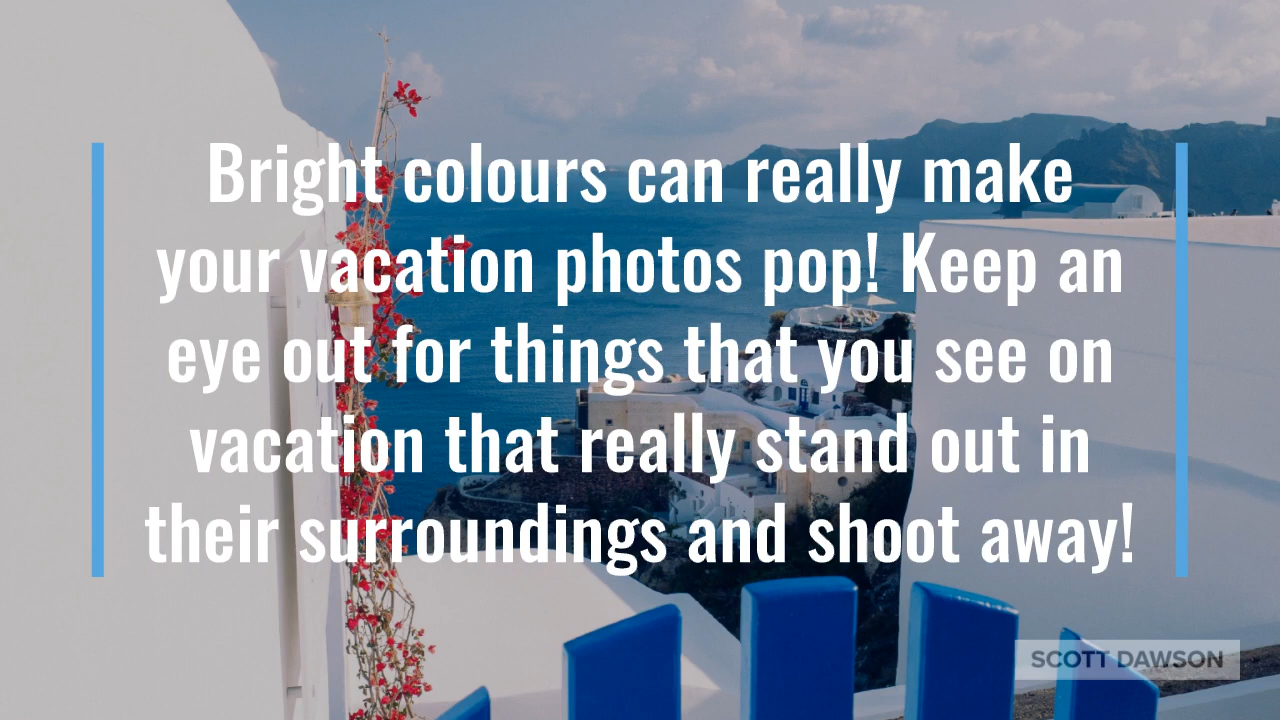 Bright colours can really make
your vacation photos pop! Keep an
eye out for things that you see on
vacation that really stand out in
their surroundings and shoot away!
SCOTT DAWSON